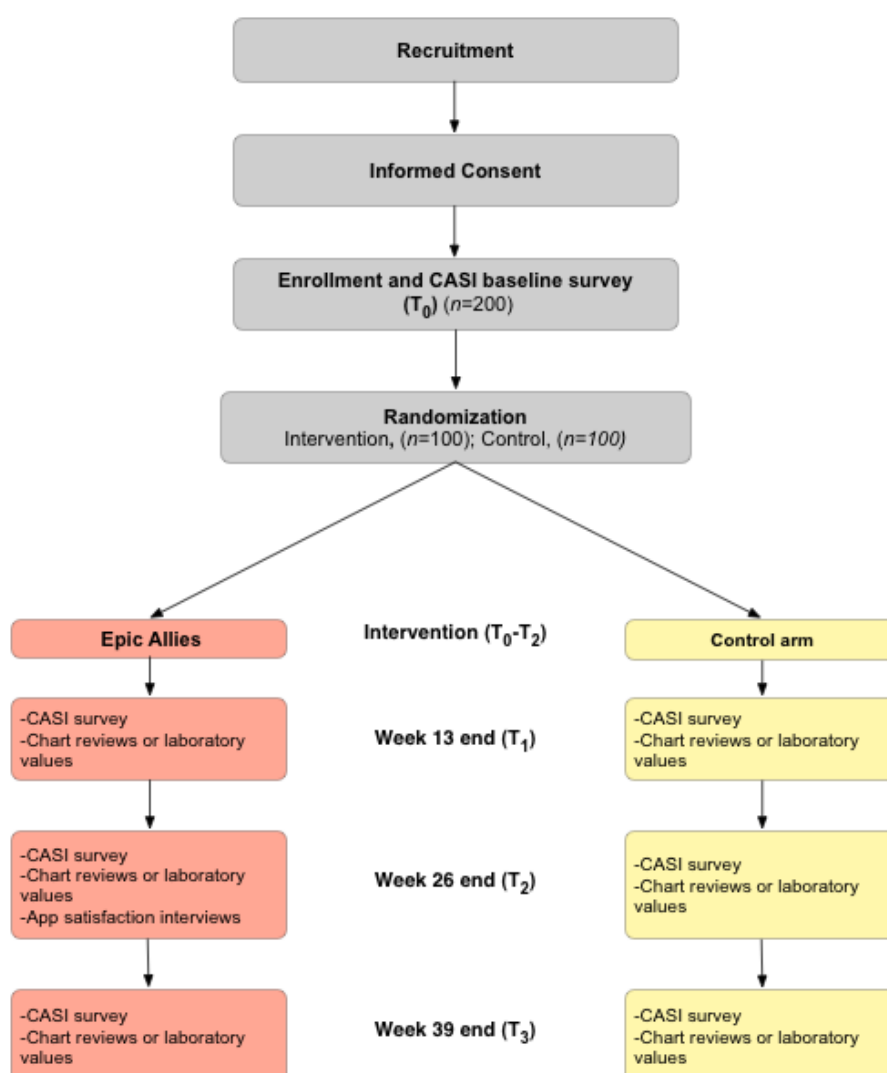 Recruitment
Informed Consent
Enrollment and CASI baseline survey
(T0) (n=200)
Randomization
Intervention, (n=100); Control, (n=100)
Epic Allies
Intervention (T0-T2)
Control arm
-CASI survey
-Chart reviews or laboratory
values
Week 13 end (T1)
-CASI survey
-Chart reviews or laboratory
values
-CASI survey
-Chart reviews or laboratory
values
-App satisfaction interviews
Week 26 end (T2)
-CASI survey
-Chart reviews or laboratory
values
-CASI survey
-Chart reviews or laboratory
values
Week 39 end (T3)
-CASI survey
-Chart reviews or laboratory
values